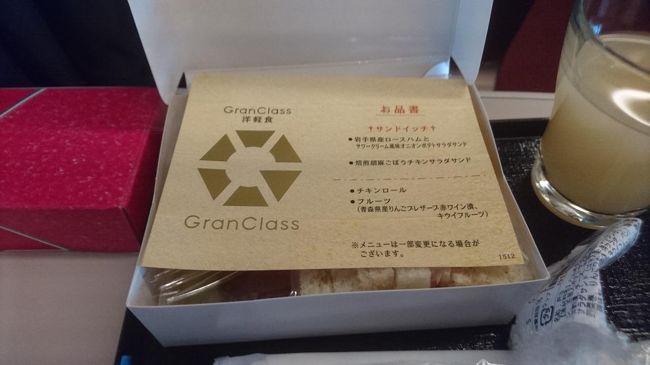 GranClass
洋軽食
GranClass
お品書
サンドイッチ
●岩手県産ロースハムと
サワークリーム風味オニオンポテトサラダサンド
●焙煎胡麻ごぼうチキンサラダサンド
●チキンロール
●フルーツ
(青森県産りんごプレザーブ赤ワイン漬、
キウイフルーツ)
※メニューは一部変更になる場合が
ございます。
1512